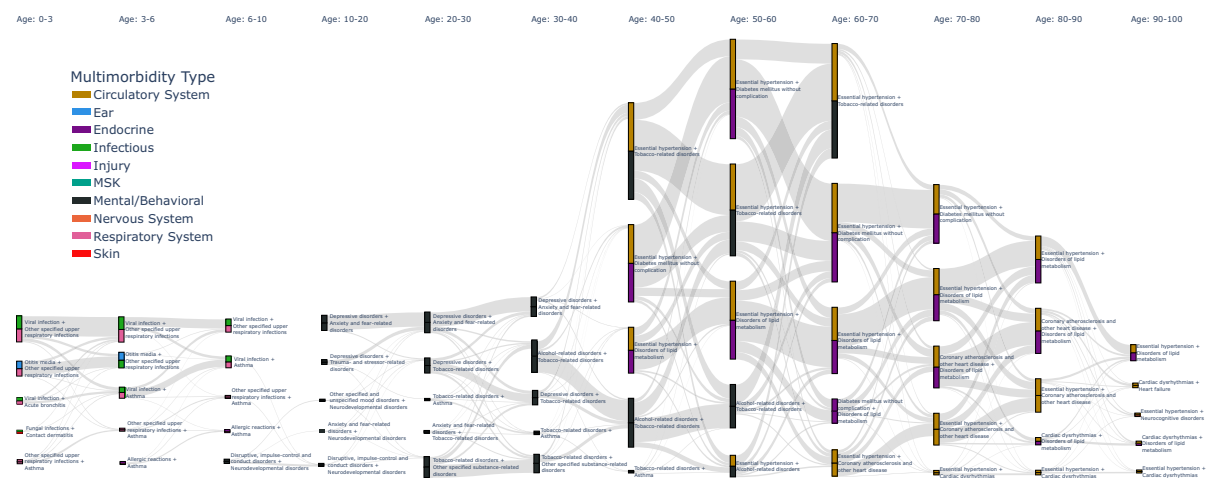 Age: 0-3
Age: 3-6
Age: 6-10
Age: 10-20
Age: 20-30
Age: 30-40
Age: 40-50
Age: 50-60
Age: 60-70
Age: 70-80
Age: 80-90
Age: 90-100
Multimorbidity Type
Circulatory System
Ear
Endocrine
Infectious
Injury
MSK
Mental/Behavioral
Nervous System
Respiratory System
Skin
Viral infection +
Other specified upper
respiratory infections
Otitis media +
Other specified upper
respiratory infections
Viral infection +
Acute bronchitis
Fungal infections +
Contact dermatitis
Other specified upper
respiratory infections +
Asthma
Viral infection +
Other specified upper
respiratory infections
Otitis media +
Other specified upper
respiratory infections
Viral infection +
Asthma
Other specified upper
respiratory infections +
Asthma
Allergic reactions +
Asthma
Viral infection +
Other specified upper
respiratory infections
Viral infection +
Asthma
Other specified upper
respiratory infections +
Asthma
Allergic reactions +
Asthma
Disruptive, impulse-control and
conduct disorders +
Neurodevelopmental disorders
Depressive disorders +
Anxiety and fear-related
disorders
Depressive disorders +
Trauma- and stressor-related
disorders
Other specified and
unspecified mood disorders +
Neurodevelopmental disorders
Anxiety and fear-related
disorders +
Neurodevelopmental disorders
Disruptive, impulse-control and
conduct disorders +
Neurodevelopmental disorders
Depressive disorders +
Anxiety and fear-related
disorders
Depressive disorders +
Tobacco-related disorders
Tobacco-related disorders +
Asthma
Anxiety and fear-related
disorders +
Tobacco-related disorders
Tobacco-related disorders +
Other specified substance-related
disorders
Depressive disorders +
Anxiety and fear-related
disorders
Alcohol-related disorders +
Tobacco-related disorders
Depressive disorders +
Tobacco-related disorders
Tobacco-related disorders +
Asthma
Tobacco-related disorders +
Other specified substance-related
disorders
Essential hypertension +
Tobacco-related disorders
Essential hypertension +
Diabetes mellitus without
complication
Essential hypertension +
Disorders of lipid
metabolism
Alcohol-related disorders +
Tobacco-related disorders
Tobacco-related disorders +
Asthma
Essential hypertension +
Diabetes mellitus without
complication
Essential hypertension +
Tobacco-related disorders
Essential hypertension +
Disorders of lipid
metabolism
Alcohol-related disorders +
Tobacco-related disorders
Essential hypertension +
Alcohol-related disorders
Essential hypertension +
Tobacco-related disorders
Essential hypertension +
Diabetes mellitus without
complication
Essential hypertension +
Disorders of lipid
metabolism
Diabetes mellitus without
complication +
Disorders of lipid
metabolism
Essential hypertension +
Coronary atherosclerosis and
other heart disease
Essential hypertension +
Diabetes mellitus without
complication
Essential hypertension +
Disorders of lipid
metabolism
Coronary atherosclerosis and
other heart disease +
Disorders of lipid
metabolism
Essential hypertension +
Coronary atherosclerosis and
other heart disease
Essential hypertension +
Cardiac dysrhythmias
Essential hypertension +
Disorders of lipid
metabolism
Coronary atherosclerosis and
other heart disease +
Disorders of lipid
metabolism
Essential hypertension +
Coronary atherosclerosis and
other heart disease
Cardiac dysrhythmias +
Disorders of lipid
metabolism
Essential hypertension +
Cardiac dysrhythmias
Essential hypertension +
Disorders of lipid
metabolism
Cardiac dysrhythmias +
Heart failure
Essential hypertension +
Neurocognitive disorders
Cardiac dysrhythmias +
Disorders of lipid
metabolism
Essential hypertension +
Cardiac dysrhythmias